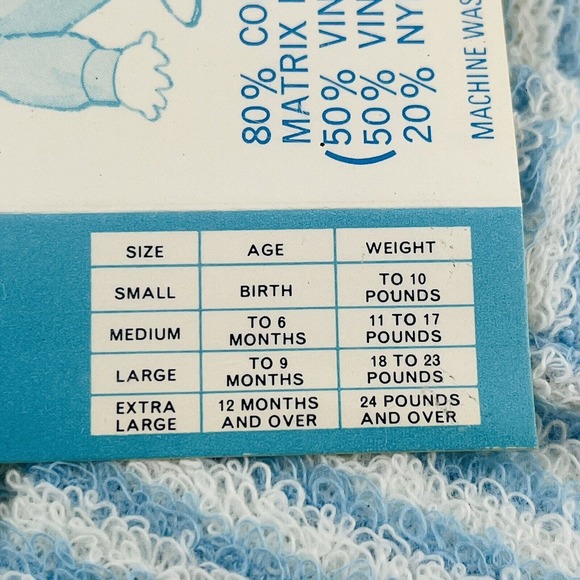 80% CO
MATRIX
(50% VIN
(50% VIN
20% NY
MACHINE WAS
SIZE AGE WEIGHT
SMALL BIRTH TO 10 POUNDS
MEDIUM TO 6 MONTHS 11 TO 17 POUNDS
LARGE TO 9 MONTHS 18 TO 23 POUNDS
EXTRA LARGE 12 MONTHS AND OVER 24 POUNDS AND OVER